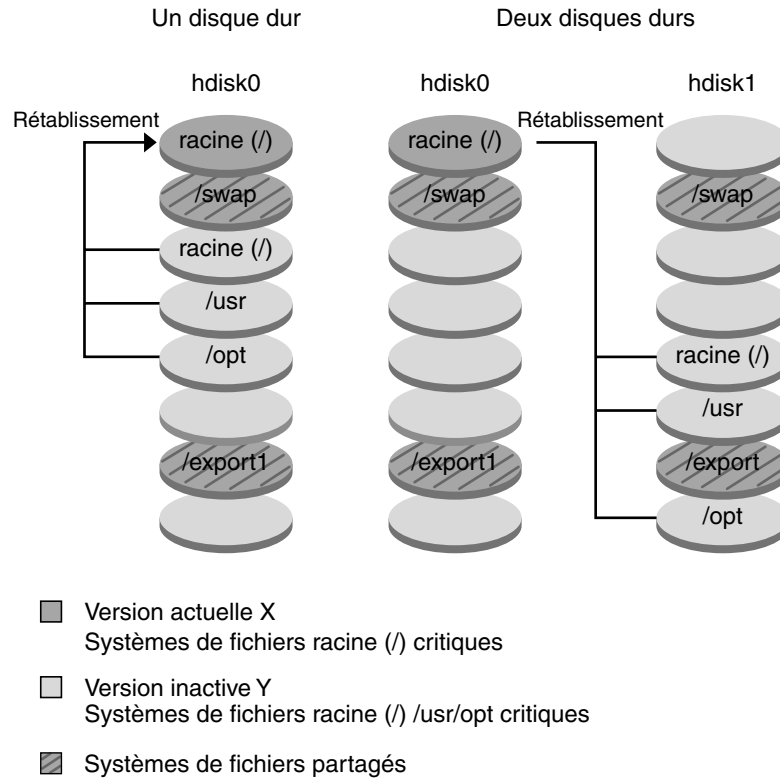 Un disque dur
Deux disques durs
hdisk0
hdisk0
hdisk1
Rétablissement
racine (/)
racine (/)
Rétablissement
/swap
/swap
/swap
racine (/)
/usr
/opt
racine (/)
/usr
/export1
/export1
/export
/opt
Version actuelle X
Systèmes de fichiers racine (/) critiques
Version inactive Y
Systèmes de fichiers racine (/) /usr/opt critiques
Systèmes de fichiers partagés